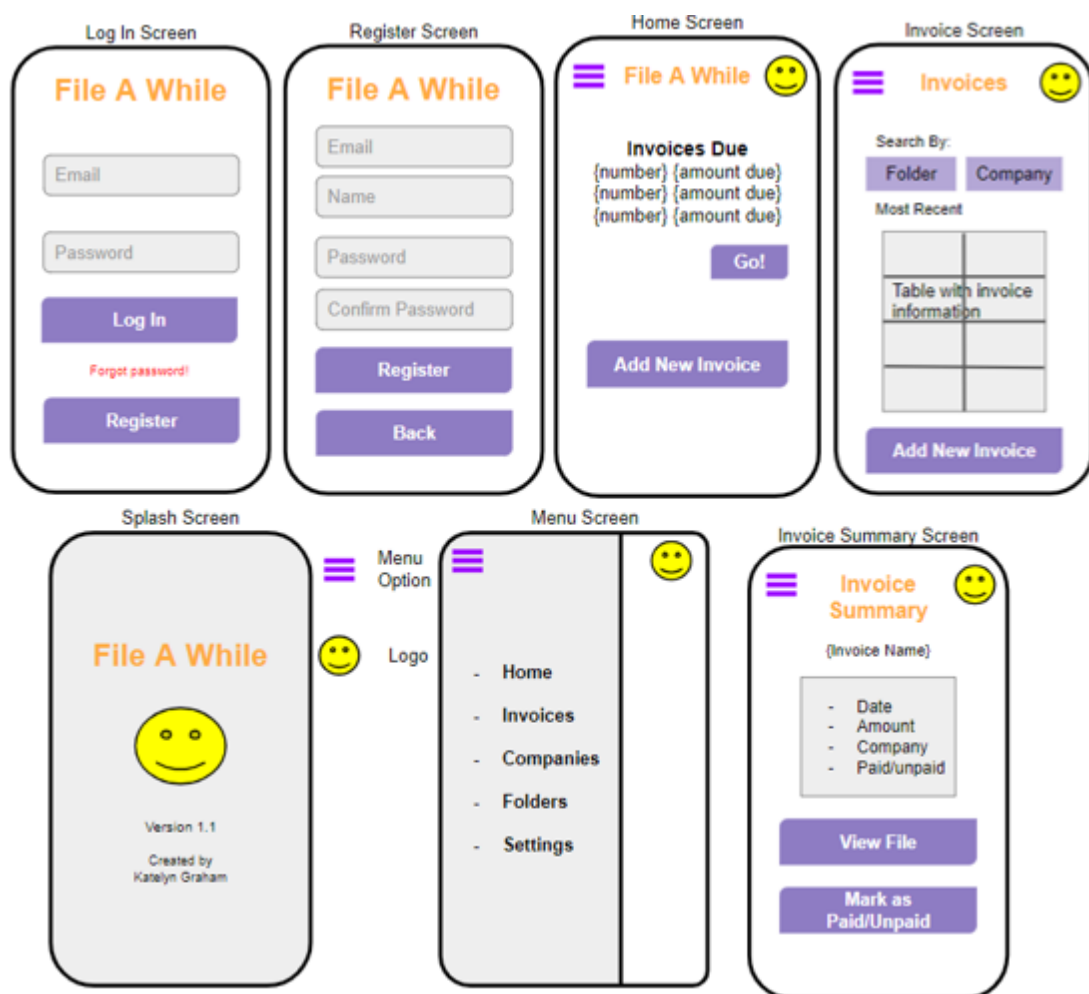 Log In Screen
File A While
Email
Password
Log In
Forgot password!
Register
Register Screen
File A While
Email
Name
Password
Confirm Password
Register
Back
Home Screen
File A While
Invoices Due
{number} {amount due}
{number} {amount due}
{number} {amount due}
Go!
Add New Invoice
Invoice Screen
Invoices
Search By:
Folder
Company
Most Recent
Table with invoice
information
Add New Invoice
Splash Screen
File A While
Version 1.1
Created by
Katelyn Graham
Menu
Option
Logo
Menu Screen
- Home
- Invoices
- Companies
- Folders
- Settings
Invoice Summary Screen
Invoice
Summary
{Invoice Name}
- Date
- Amount
- Company
- Paid/unpaid
View File
Mark as
Paid/Unpaid